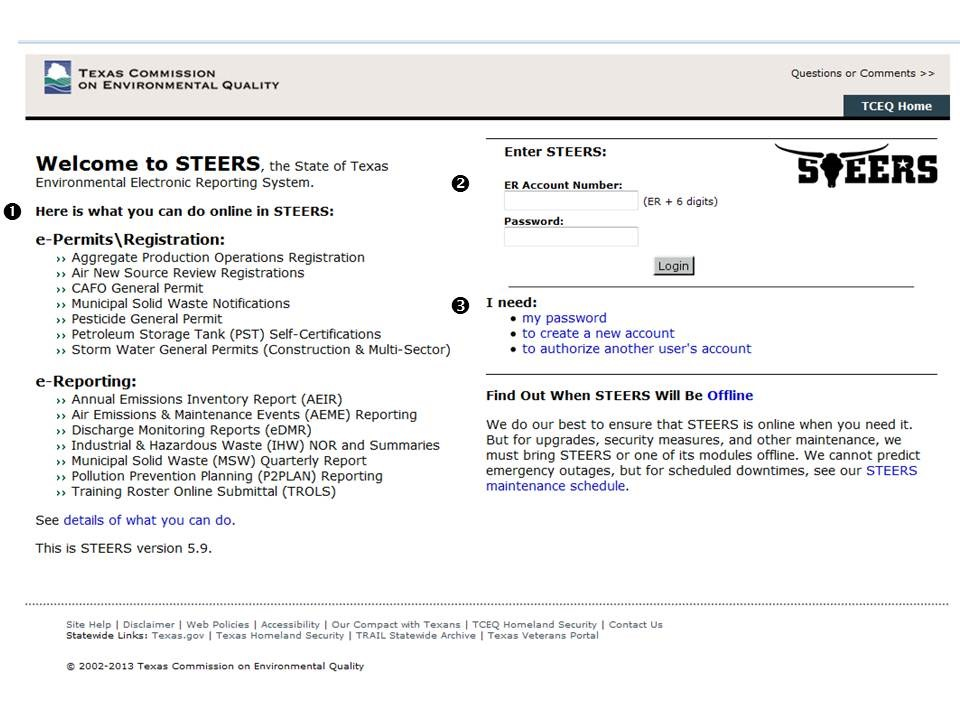 TEXAS COMMISSION
ON ENVIRONMENTAL QUALITY
Questions or Comments >>
TCEQ Home
Welcome to STEERS, the State of Texas
Environmental Electronic Reporting System.
❶ Here is what you can do online in STEERS:
e-Permits\Registration:
›› Aggregate Production Operations Registration
›› Air New Source Review Registrations
›› CAFO General Permit
›› Municipal Solid Waste Notifications
›› Pesticide General Permit
›› Petroleum Storage Tank (PST) Self-Certifications
›› Storm Water General Permits (Construction & Multi-Sector)
e-Reporting:
›› Annual Emissions Inventory Report (AEIR)
›› Air Emissions & Maintenance Events (AEME) Reporting
›› Discharge Monitoring Reports (eDMR)
›› Industrial & Hazardous Waste (IHW) NOR and Summaries
›› Municipal Solid Waste (MSW) Quarterly Report
›› Pollution Prevention Planning (P2PLAN) Reporting
›› Training Roster Online Submittal (TROLS)
See details of what you can do.
This is STEERS version 5.9.
Enter STEERS:
STEERS
❷ ER Account Number:
(ER + 6 digits)
Password:
Login
❸ I need:
• my password
• to create a new account
• to authorize another user's account
Find Out When STEERS Will Be Offline
We do our best to ensure that STEERS is online when you need it.
But for upgrades, security measures, and other maintenance, we
must bring STEERS or one of its modules offline. We cannot predict
emergency outages, but for scheduled downtimes, see our STEERS
maintenance schedule.
Site Help | Disclaimer | Web Policies | Accessibility | Our Compact with Texans | TCEQ Homeland Security | Contact Us
Statewide Links: Texas.gov | Texas Homeland Security | TRAIL Statewide Archive | Texas Veterans Portal
© 2002-2013 Texas Commission on Environmental Quality